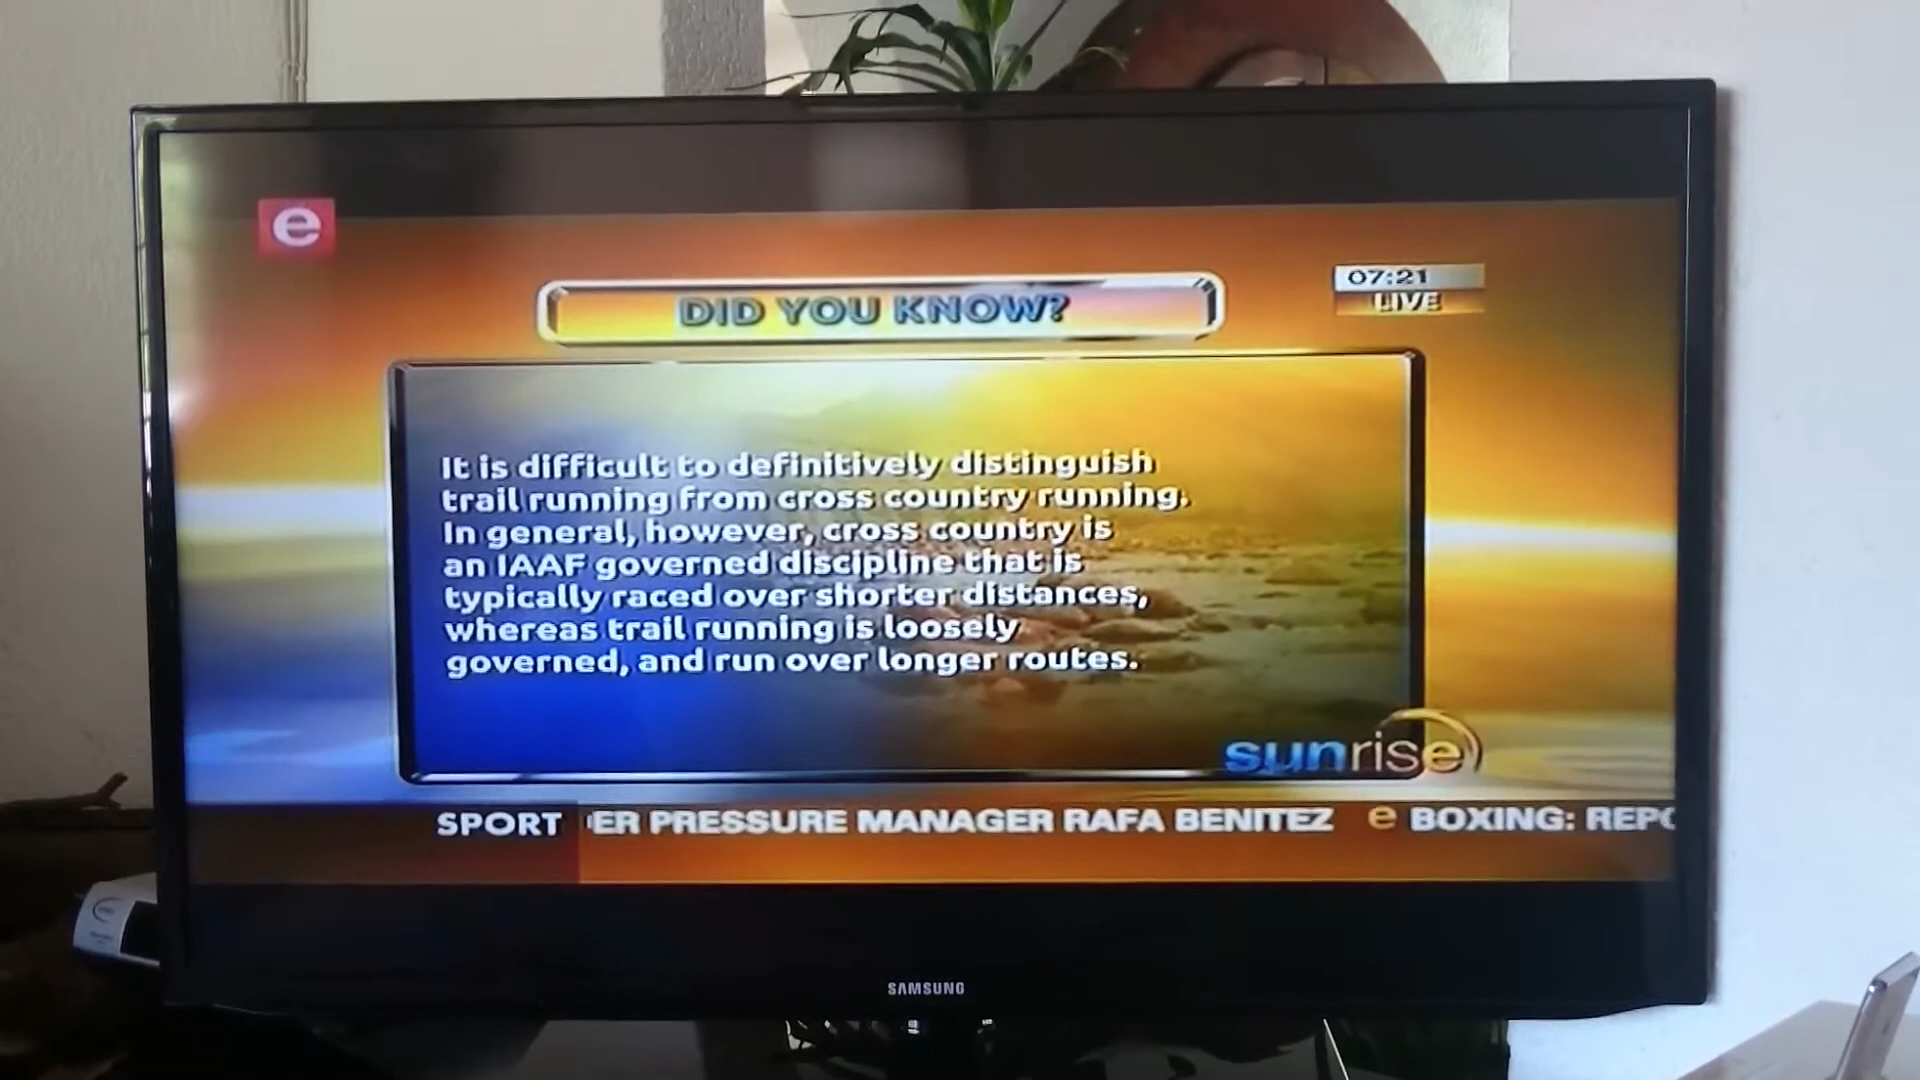 e
DID YOU KNOW?
07:21
LIVE
It is difficult to definitively distinguish
trail running from cross country running.
In general, however, cross country is
an IAAF governed discipline that is
typically raced over shorter distances,
whereas trail running is loosely
governed, and run over longer routes.
sunrise
SPORT ER PRESSURE MANAGER RAFA BENITEZ e BOXING: REPO
SAMSUNG